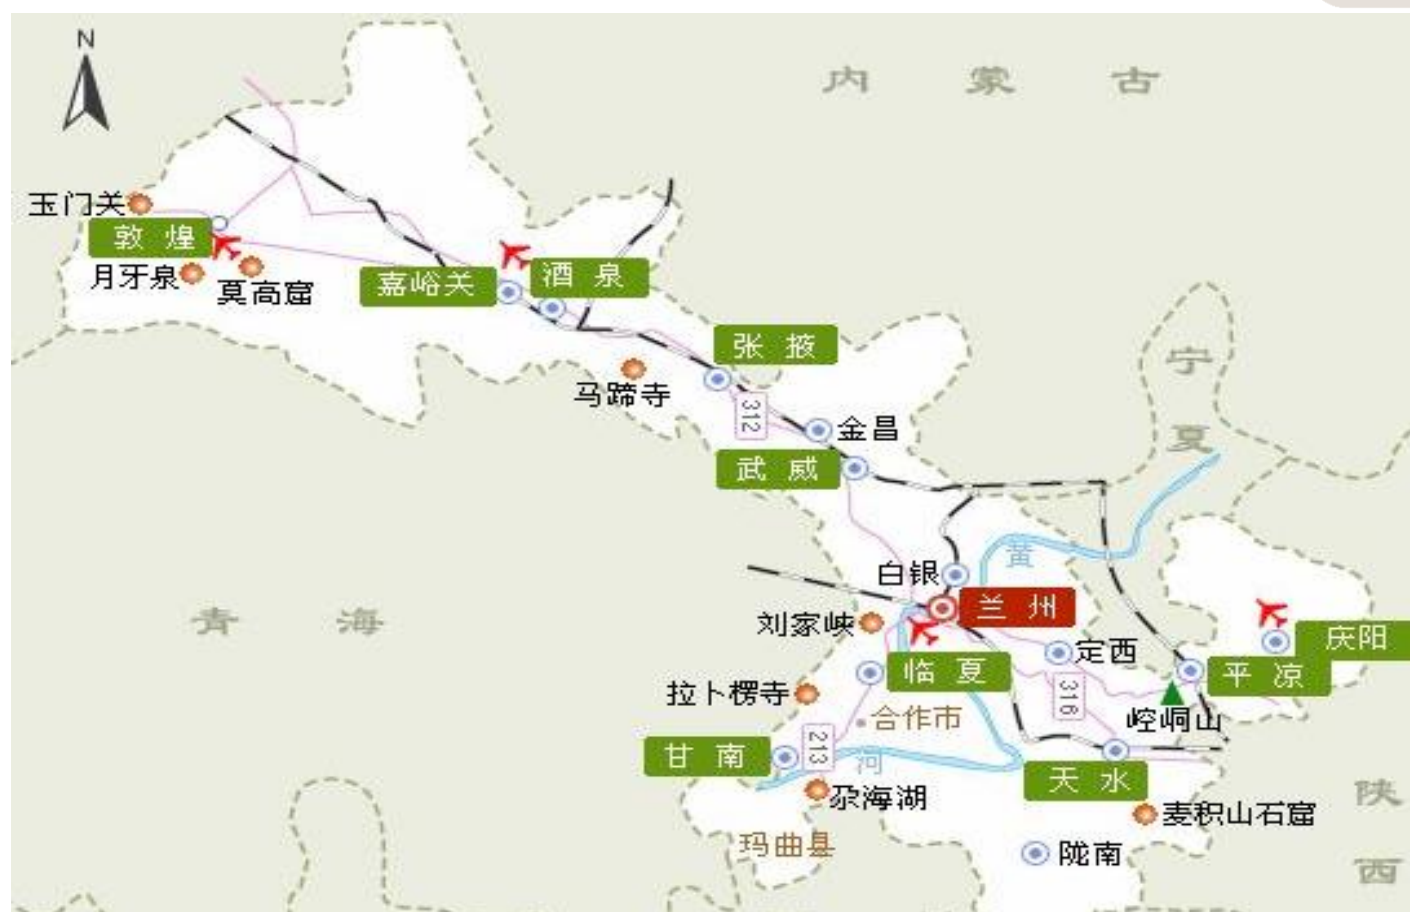 N
内 蒙 古
玉门关
敦 煌
月牙泉
莫高窟
嘉峪关
酒 泉
张 掖
马蹄寺
312
金昌
武 威
宁
夏
黄
白银
兰 州
刘家峡
青 海
定西
庆阳
临 夏
平 凉
拉卜楞寺
316
合作市
崆峒山
213
甘 南
河
天 水
尕海湖
麦积山石窟
陕
西
玛曲县
陇南